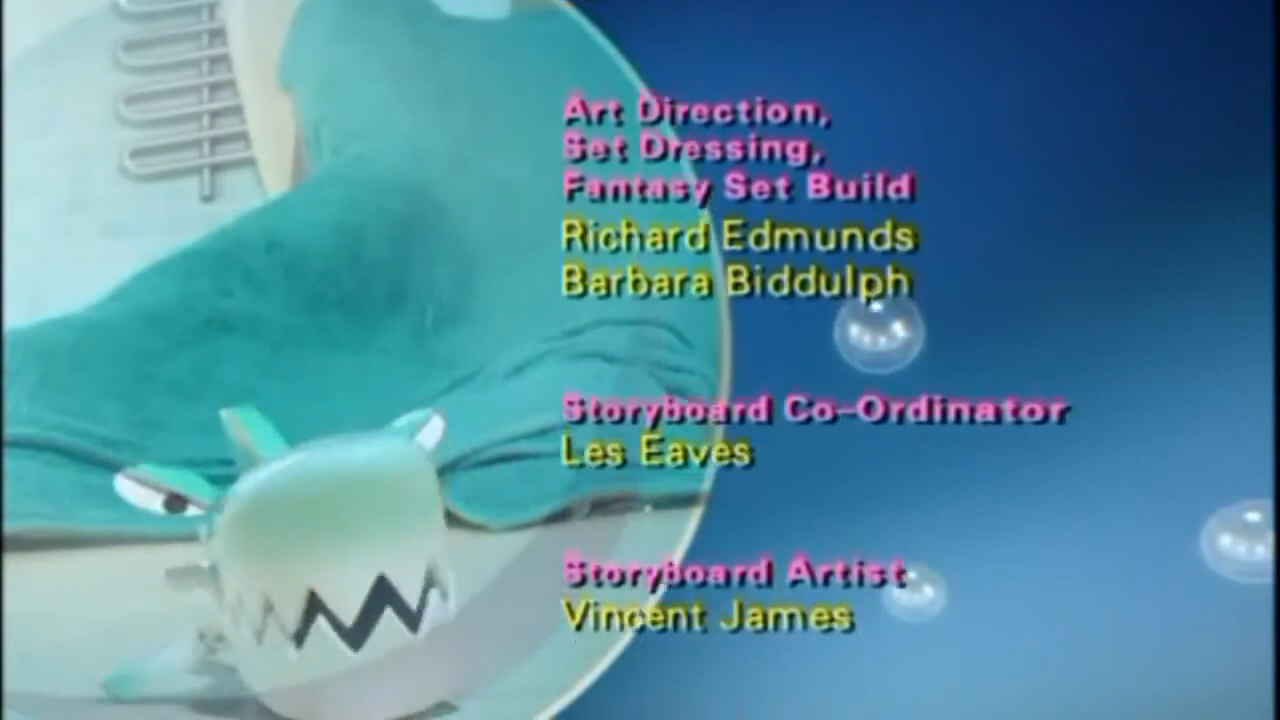 Art Direction,
Set Dressing,
Fantasy Set Build
Richard Edmunds
Barbara Biddulph
Storyboard Co-Ordinator
Les Eaves
Storyboard Artist
Vincent James